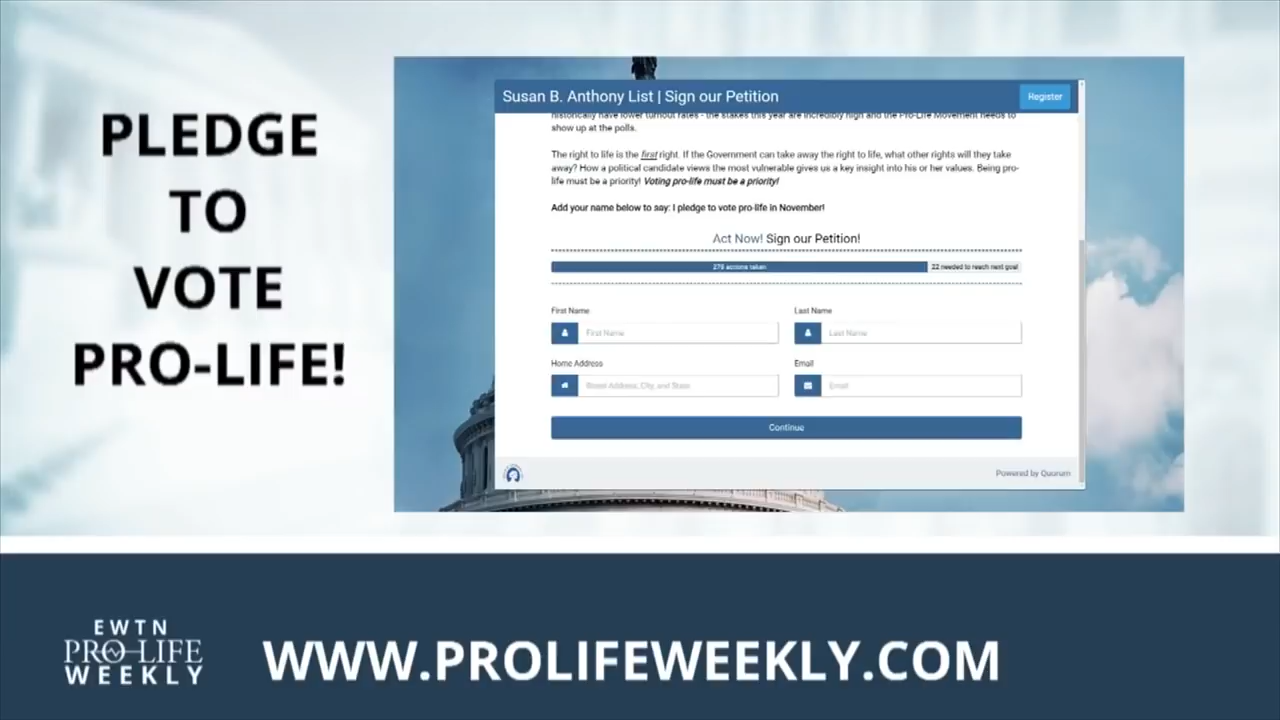 PLEDGE
TO
VOTE
PRO-LIFE!
Susan B. Anthony List | Sign our Petition
Register
historically have lower turnout rates - the stakes this year are incredibly high and the Pro-Life Movement needs to
show up at the polls.
The right to life is the first right. If the Government can take away the right to life, what other rights will they take
away? How a political candidate views the most vulnerable gives us a key insight into his or her values. Being pro-
life must be a priority! Voting pro-life must be a priority!
Add your name below to say: I pledge to vote pro-life in November!
Act Now! Sign our Petition!
278 actions taken
22 needed to reach next goal
First Name
Last Name
First Name
Last Name
Home Address
Email
Street Address, City, and State
Email
Continue
Powered by Quorum
EWTN
PRO-LIFE
WEEKLY
WWW.PROLIFEWEEKLY.COM